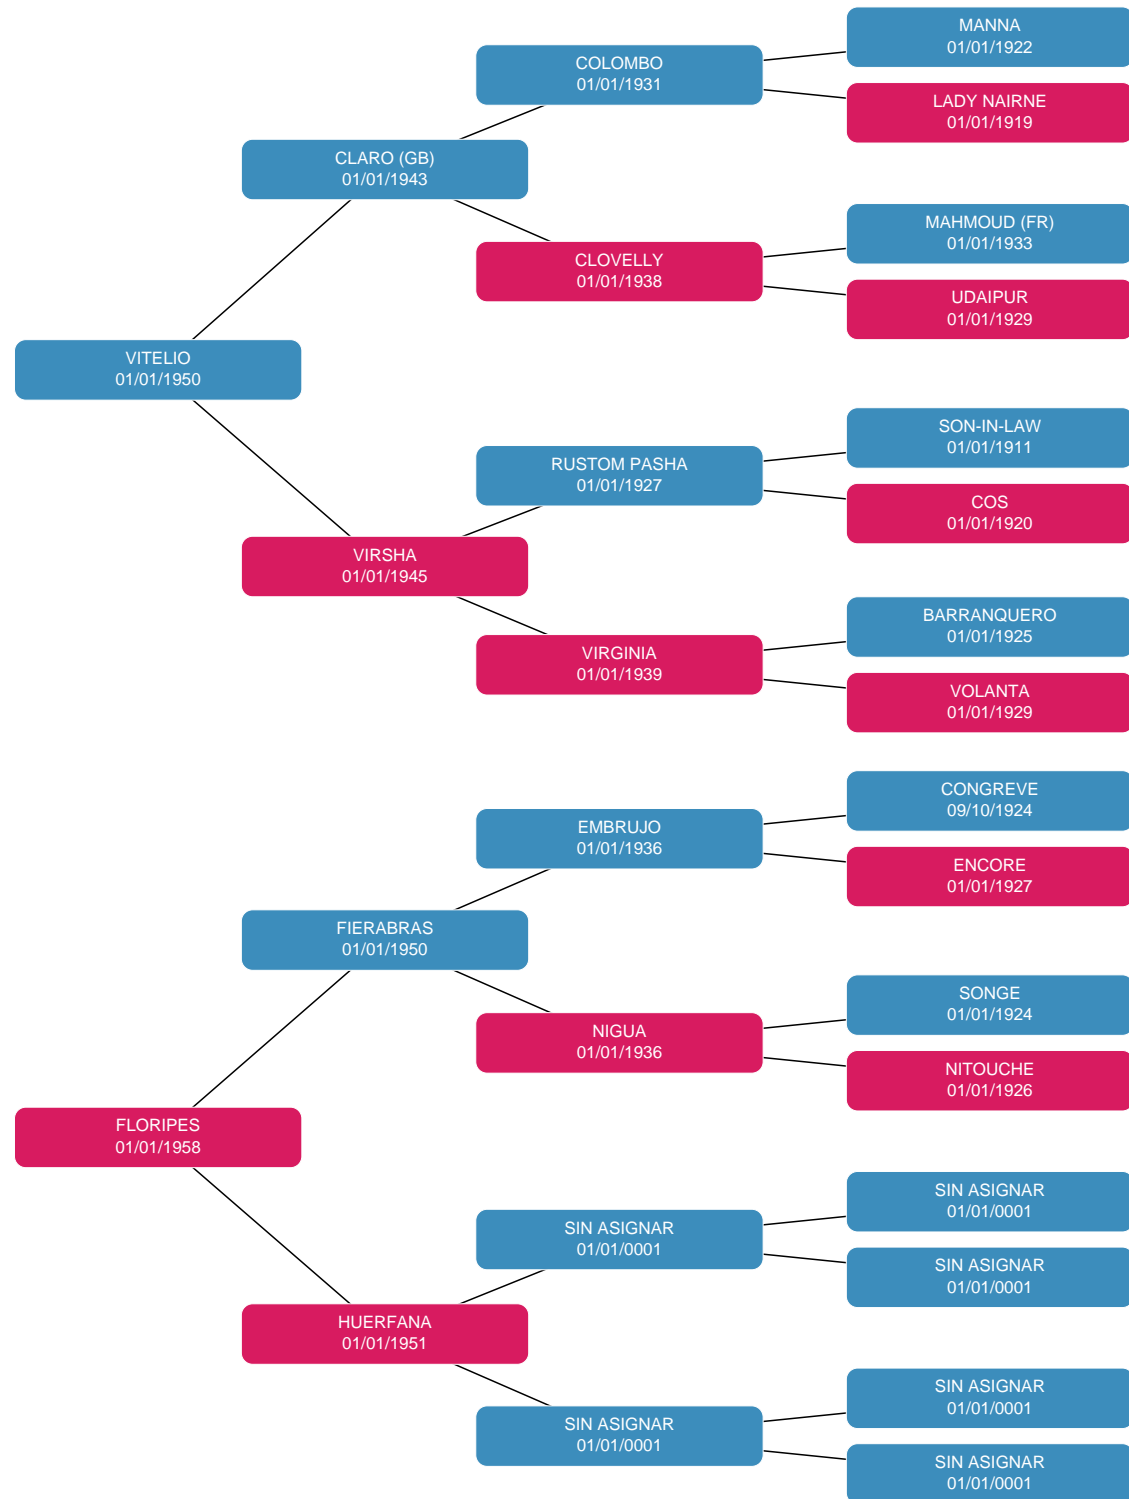 MANNA
01/01/1922
COLOMBO
01/01/1931
LADY NAIRNE
01/01/1919
CLARO (GB)
01/01/1943
MAHMOUD (FR)
01/01/1933
CLOVELLY
01/01/1938
UDAIPUR
01/01/1929
VITELIO
01/01/1950
SON-IN-LAW
01/01/1911
RUSTOM PASHA
01/01/1927
COS
01/01/1920
VIRSHA
01/01/1945
BARRANQUERO
01/01/1925
VIRGINIA
01/01/1939
VOLANTA
01/01/1929
CONGREVE
09/10/1924
EMBRUJO
01/01/1936
ENCORE
01/01/1927
FIERABRAS
01/01/1950
SONGE
01/01/1924
NIGUA
01/01/1936
NITOUCHE
01/01/1926
FLORIPES
01/01/1958
SIN ASIGNAR
01/01/0001
SIN ASIGNAR
01/01/0001
SIN ASIGNAR
01/01/0001
HUERFANA
01/01/1951
SIN ASIGNAR
01/01/0001
SIN ASIGNAR
01/01/0001
SIN ASIGNAR
01/01/0001